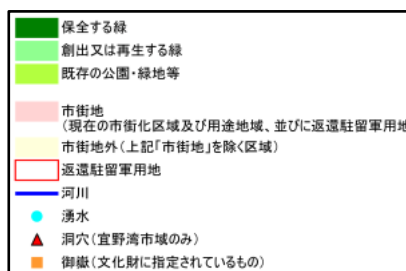 保全する緑
創出又は再生する緑
既存の公園・緑地等
市街地
(現在の市街化区域及び用途地域、並びに返還駐留軍用地
市街地外(上記「市街地」を除く区域)
返還駐留軍用地
河川
湧水
洞穴(宜野湾市域のみ)
御嶽(文化財に指定されているもの)